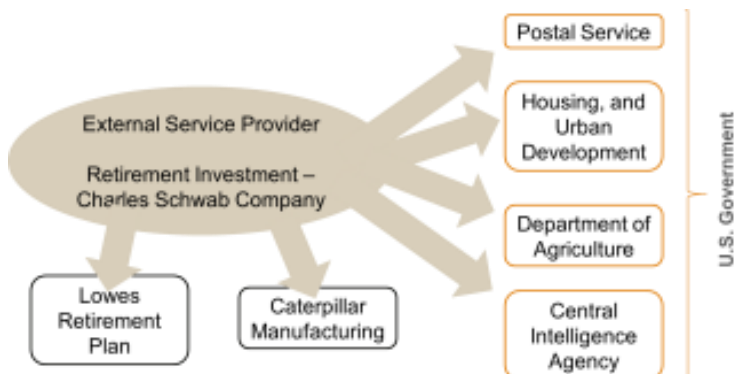 Postal Service
External Service Provider
Retirement Investment –
Charles Schwab Company
Housing, and
Urban
Development
Department of
Agriculture
Central
Intelligence
Agency
U.S. Government
Lowes
Retirement
Plan
Caterpillar
Manufacturing